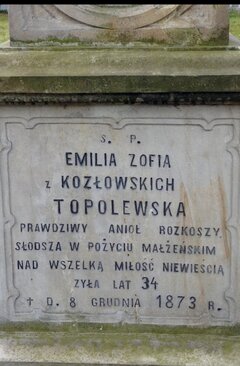 Ś. P.
EMILIA ZOFIA
z KOZŁOWSKICH
TOPOLEWSKA
PRAWDZIWY ANIOŁ ROZKOSZY,
SŁODSZA W POŻYCIU MAŁŻEŃSKIM
NAD WSZELKĄ MIŁOŚĆ NIEWIEŚCIĄ
ŻYŁA LAT 34
† D. 8 GRUDNIA 1873 R.